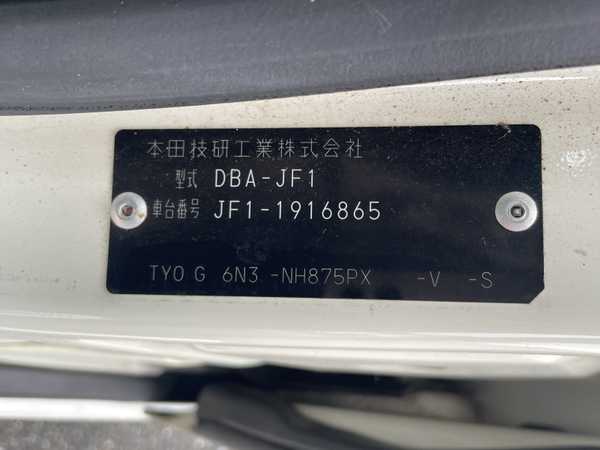 本田技研工業株式会社
型式 DBA-JF1
車台番号 JF1-1916865
TYO G 6N3 -NH875PX -V -S